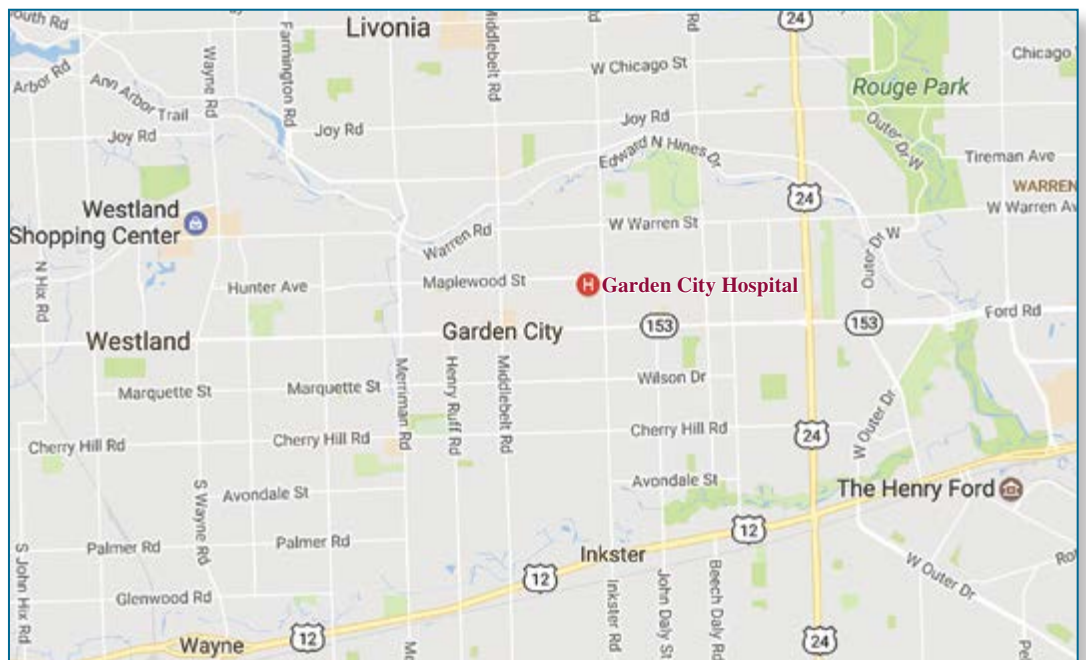 South Rd
Livonia
24
Farmington Rd
Middlebelt Rd
Rd
Rd
Wayne Rd
W Chicago St
Chicago
Arbor Rd
Ann Arbor Trail
Rouge Park
Joy Rd
Joy Rd
Joy Rd
Outer Dr W
Edward N Hines Dr
Tireman Ave
WARREN
24
W Warren Av
Westland
Shopping Center
W Warren St
Warren Rd
Outer Dr W
N Hix Rd
Hunter Ave
Maplewood St
H
Garden City Hospital
Ford Rd
Westland
Garden City
153
153
Marquette St
Marquette St
Merriman Rd
Henry Ruff Rd
Middlebelt Rd
Wilson Dr
W Outer Dr
Cherry Hill Rd
Cherry Hill Rd
Cherry Hill Rd
24
Avondale St
Avondale St
The Henry Ford
S Wayne Rd
12
Palmer Rd
Palmer Rd
Inkster
12
S John Hix Rd
Glenwood Rd
Inkster Rd
John Daly St
Beech Daly Rd
W Outer Dr
Wayne
12
24